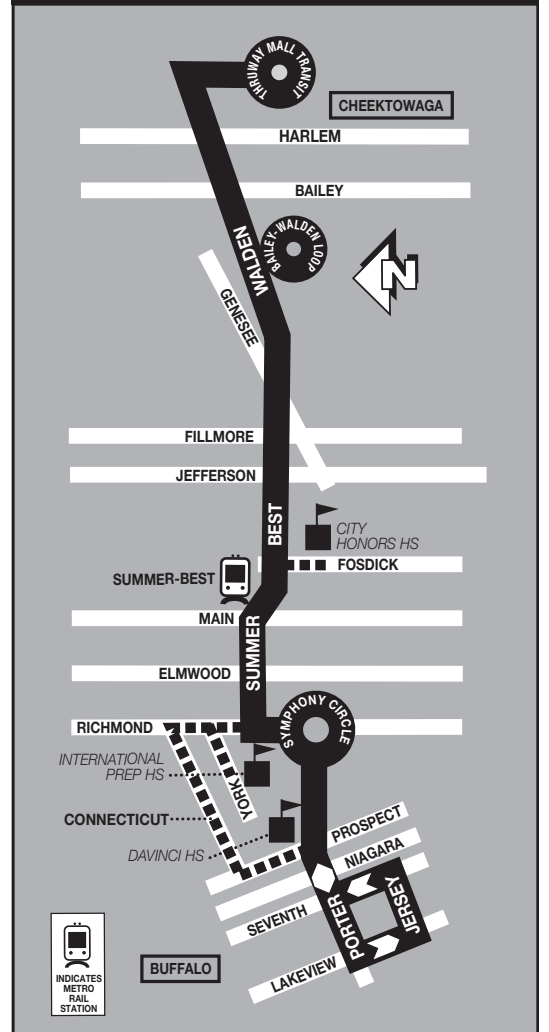 THRUWAY MALL TRANSIT
CHEEKTOWAGA
HARLEM
BAILEY
WALDEN
BAILEY-WALDEN LOOP
N
GENESEE
FILLMORE
JEFFERSON
BEST
CITY
HONORS HS
SUMMER-BEST
FOSDICK
MAIN
SUMMER
ELMWOOD
SYMPHONY CIRCLE
RICHMOND
INTERNATIONAL
PREP HS
YORK
CONNECTICUT
PROSPECT
DAVINCI HS
NIAGARA
SEVENTH
PORTER
JERSEY
LAKEVIEW
BUFFALO
INDICATES
METRO
RAIL
STATION